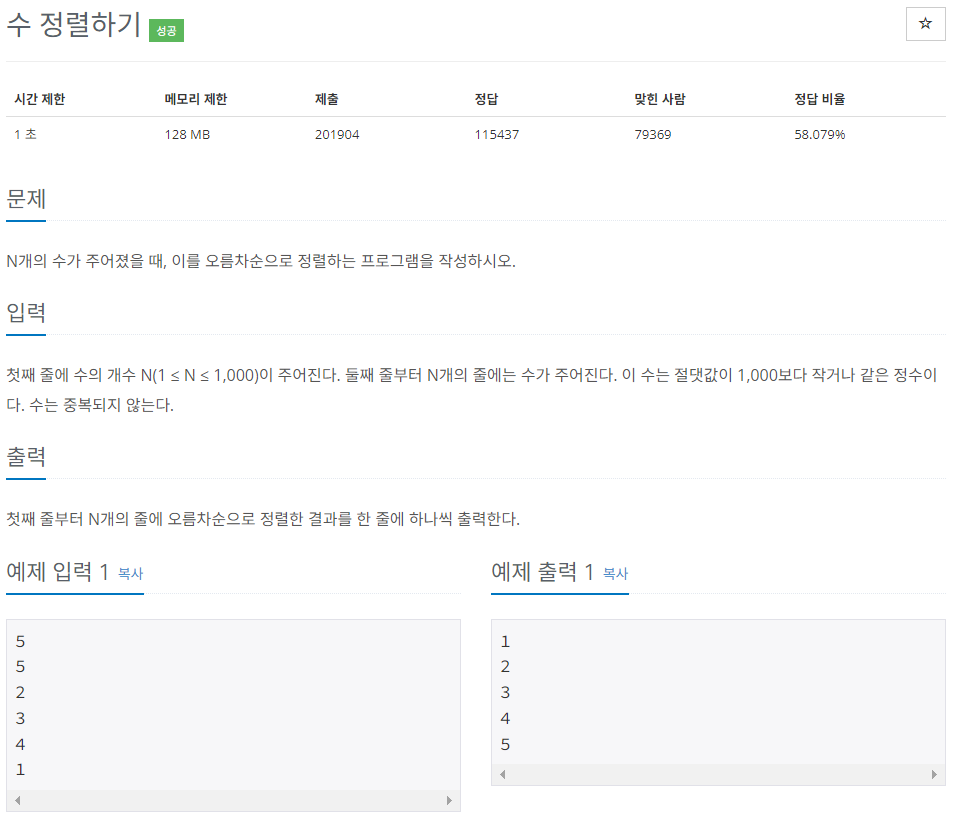 수 정렬하기 성공
☆
시간 제한 메모리 제한 제출 정답 맞힌 사람 정답 비율
1 초 128 MB 201904 115437 79369 58.079%
문제
N개의 수가 주어졌을 때, 이를 오름차순으로 정렬하는 프로그램을 작성하시오.
입력
첫째 줄에 수의 개수 N(1 ≤ N ≤ 1,000)이 주어진다. 둘째 줄부터 N개의 줄에는 수가 주어진다. 이 수는 절댓값이 1,000보다 작거나 같은 정수이
다. 수는 중복되지 않는다.
출력
첫째 줄부터 N개의 줄에 오름차순으로 정렬한 결과를 한 줄에 하나씩 출력한다.
예제 입력 1 복사
5
5
2
3
4
1
예제 출력 1 복사
1
2
3
4
5